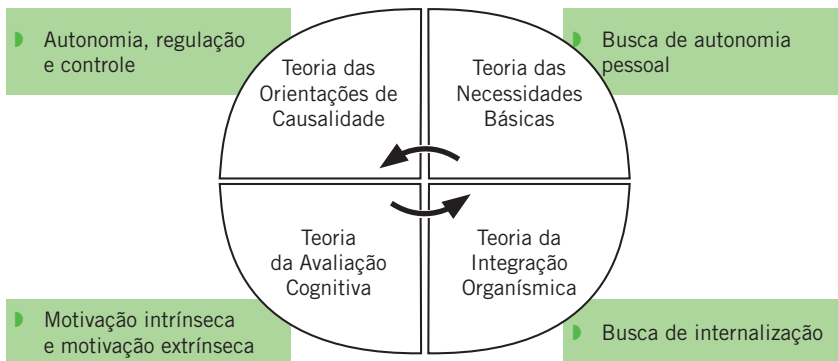 Autonomia, regulação
e controle
Teoria das
Orientações de
Causalidade
Teoria das
Necessidades
Básicas
Busca de autonomia
pessoal
Motivação intrínseca
e motivação extrínseca
Teoria
da Avaliação
Cognitiva
Teoria da
Integração
Organísmica
Busca de internalização